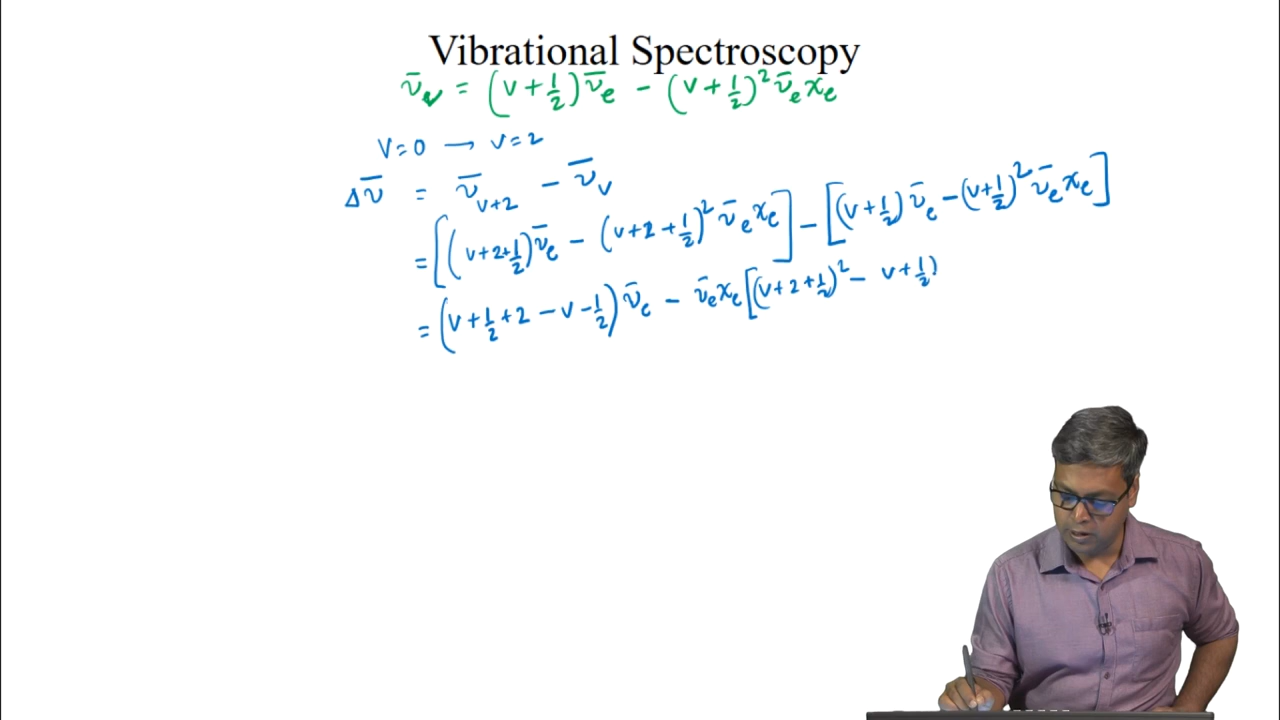 Vibrational Spectroscopy
ν̄ᵥ = (v + 1/2) ν̄e − (v + 1/2)² ν̄e xe
v=0 → v=2
Δν̄ = ν̄v+2 − ν̄v
= [(v+2+1/2) ν̄e − (v+2+1/2)² ν̄e xe] − [(v+1/2) ν̄e − (v+1/2)² ν̄e xe]
= (v+1/2+2−v−1/2) ν̄e − ν̄e xe [(v+2+1/2)² − v+1/2)